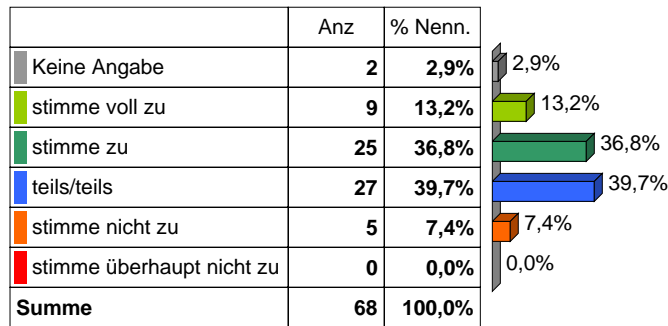 Anz % Nenn.
Keine Angabe 2 2,9% 2,9%
stimme voll zu 9 13,2% 13,2%
stimme zu 25 36,8% 36,8%
teils/teils 27 39,7% 39,7%
stimme nicht zu 5 7,4% 7,4%
stimme überhaupt nicht zu 0 0,0% 0,0%
Summe 68 100,0%